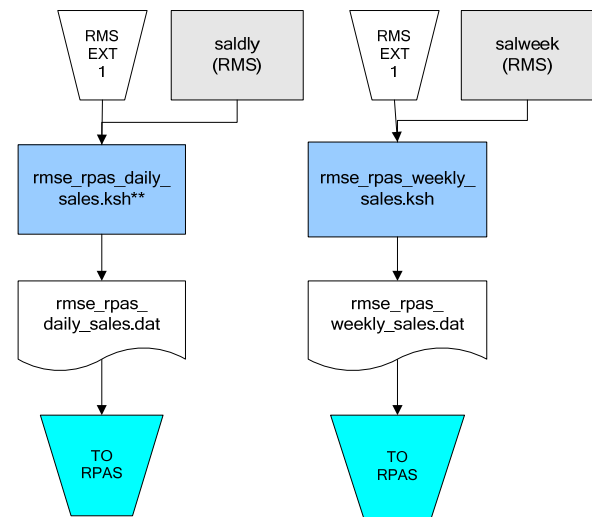 RMS
EXT
1
saldly
(RMS)
rmse_rpas_daily_
sales.ksh**
rmse_rpas_
daily_sales.dat
TO
RPAS
RMS
EXT
1
salweek
(RMS)
rmse_rpas_weekly_
sales.ksh
rmse_rpas_
weekly_sales.dat
TO
RPAS